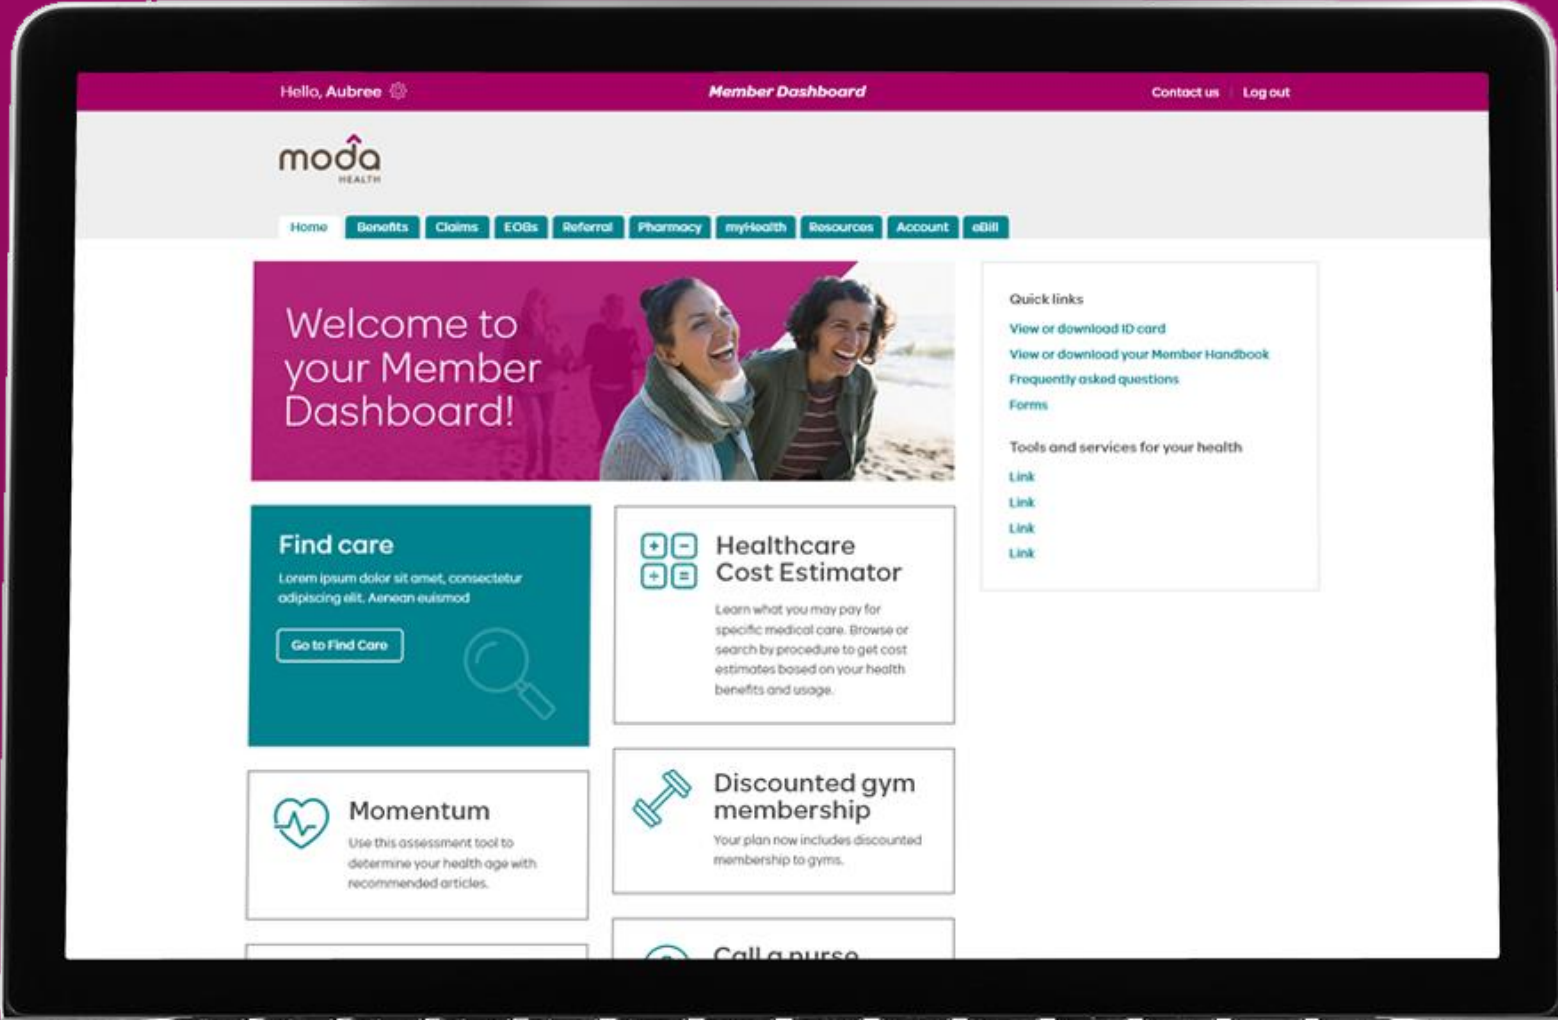 Hello, Aubree
Member Dashboard
Contact us
Log out
moda
HEALTH
Home
Benefits
Claims
EOBs
Referral
Pharmacy
myHealth
Resources
Account
eBill
Welcome to
your Member
Dashboard!
Quick links
View or download ID card
View or download your Member Handbook
Frequently asked questions
Forms
Tools and services for your health
Link
Link
Link
Link
Find care
Lorem ipsum dolor sit amet, consectetur
adipiscing elit. Aenean euismod
Go to Find Care
Healthcare
Cost Estimator
Learn what you may pay for
specific medical care. Browse or
search by procedure to get cost
estimates based on your health
benefits and usage.
Momentum
Use this assessment tool to
determine your health age with
recommended articles.
Discounted gym
membership
Your plan now includes discounted
membership to gyms.
Call a nurse